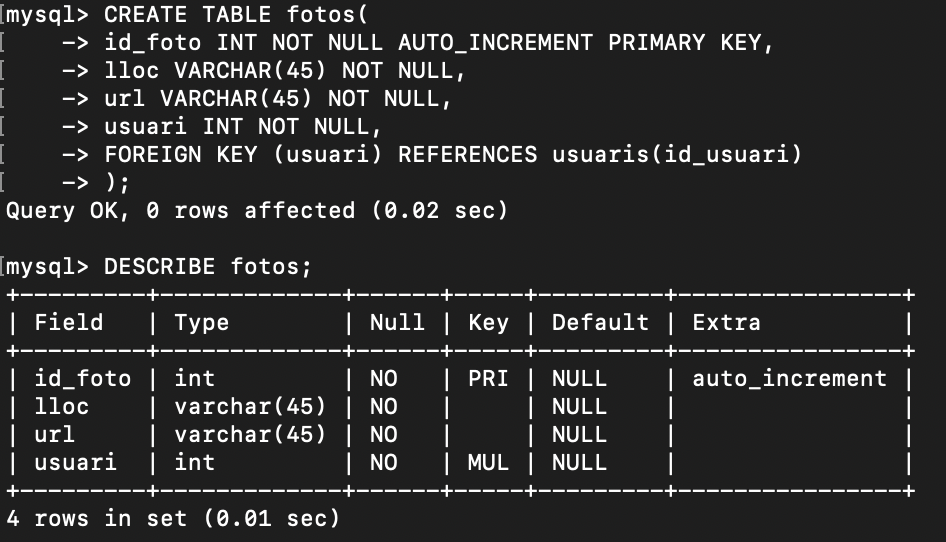 mysql> CREATE TABLE fotos(
    -> id_foto INT NOT NULL AUTO_INCREMENT PRIMARY KEY,
    -> lloc VARCHAR(45) NOT NULL,
    -> url VARCHAR(45) NOT NULL,
    -> usuari INT NOT NULL,
    -> FOREIGN KEY (usuari) REFERENCES usuaris(id_usuari)
    -> );
Query OK, 0 rows affected (0.02 sec)

mysql> DESCRIBE fotos;
+---------+-------------+------+-----+---------+----------------+
| Field   | Type        | Null | Key | Default | Extra          |
+---------+-------------+------+-----+---------+----------------+
| id_foto | int         | NO   | PRI | NULL    | auto_increment |
| lloc    | varchar(45) | NO   |     | NULL    |                |
| url     | varchar(45) | NO   |     | NULL    |                |
| usuari  | int         | NO   | MUL | NULL    |                |
+---------+-------------+------+-----+---------+----------------+
4 rows in set (0.01 sec)